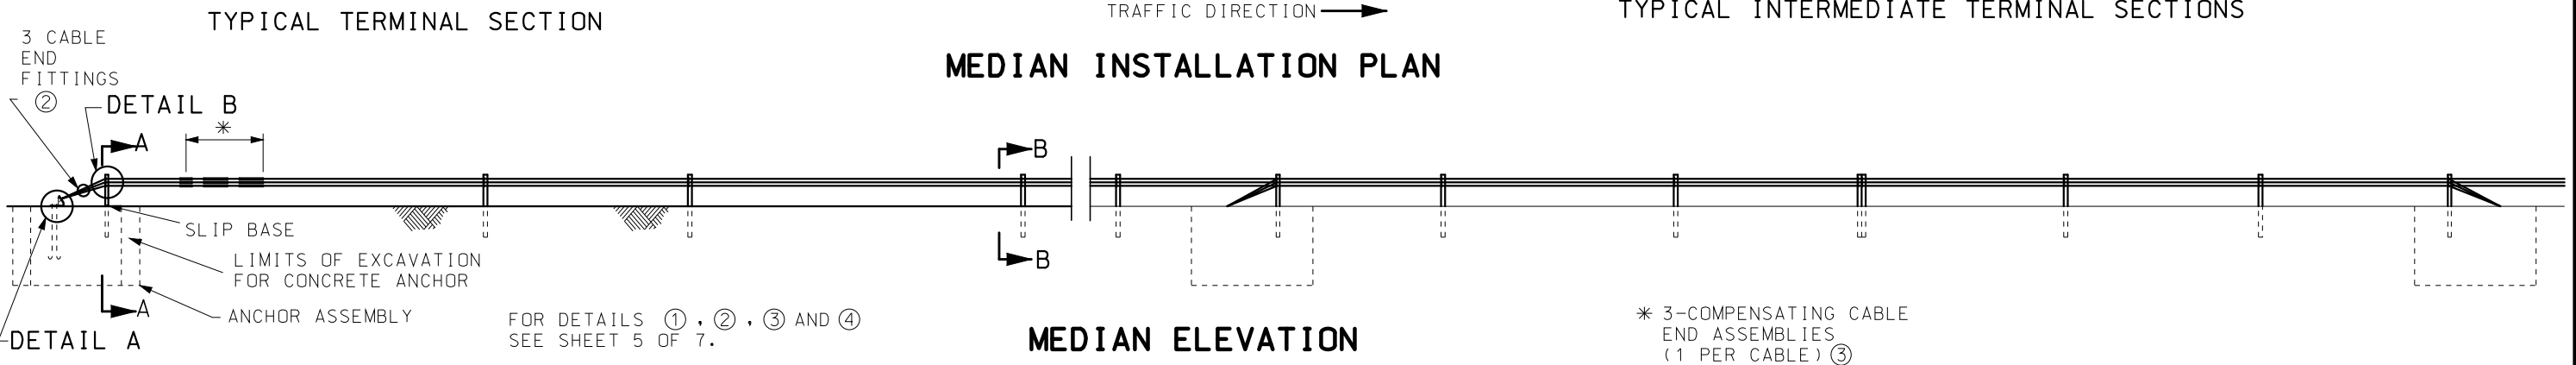 TYPICAL TERMINAL SECTION
TRAFFIC DIRECTION
TYPICAL INTERMEDIATE TERMINAL SECTIONS
MEDIAN INSTALLATION PLAN
3 CABLE
END
FITTINGS
②
DETAIL B
*
A
B
SLIP BASE
LIMITS OF EXCAVATION
FOR CONCRETE ANCHOR
B
A
ANCHOR ASSEMBLY
DETAIL A
FOR DETAILS ①, ②, ③ AND ④
SEE SHEET 5 OF 7.
MEDIAN ELEVATION
* 3-COMPENSATING CABLE
END ASSEMBLIES
(1 PER CABLE) ③